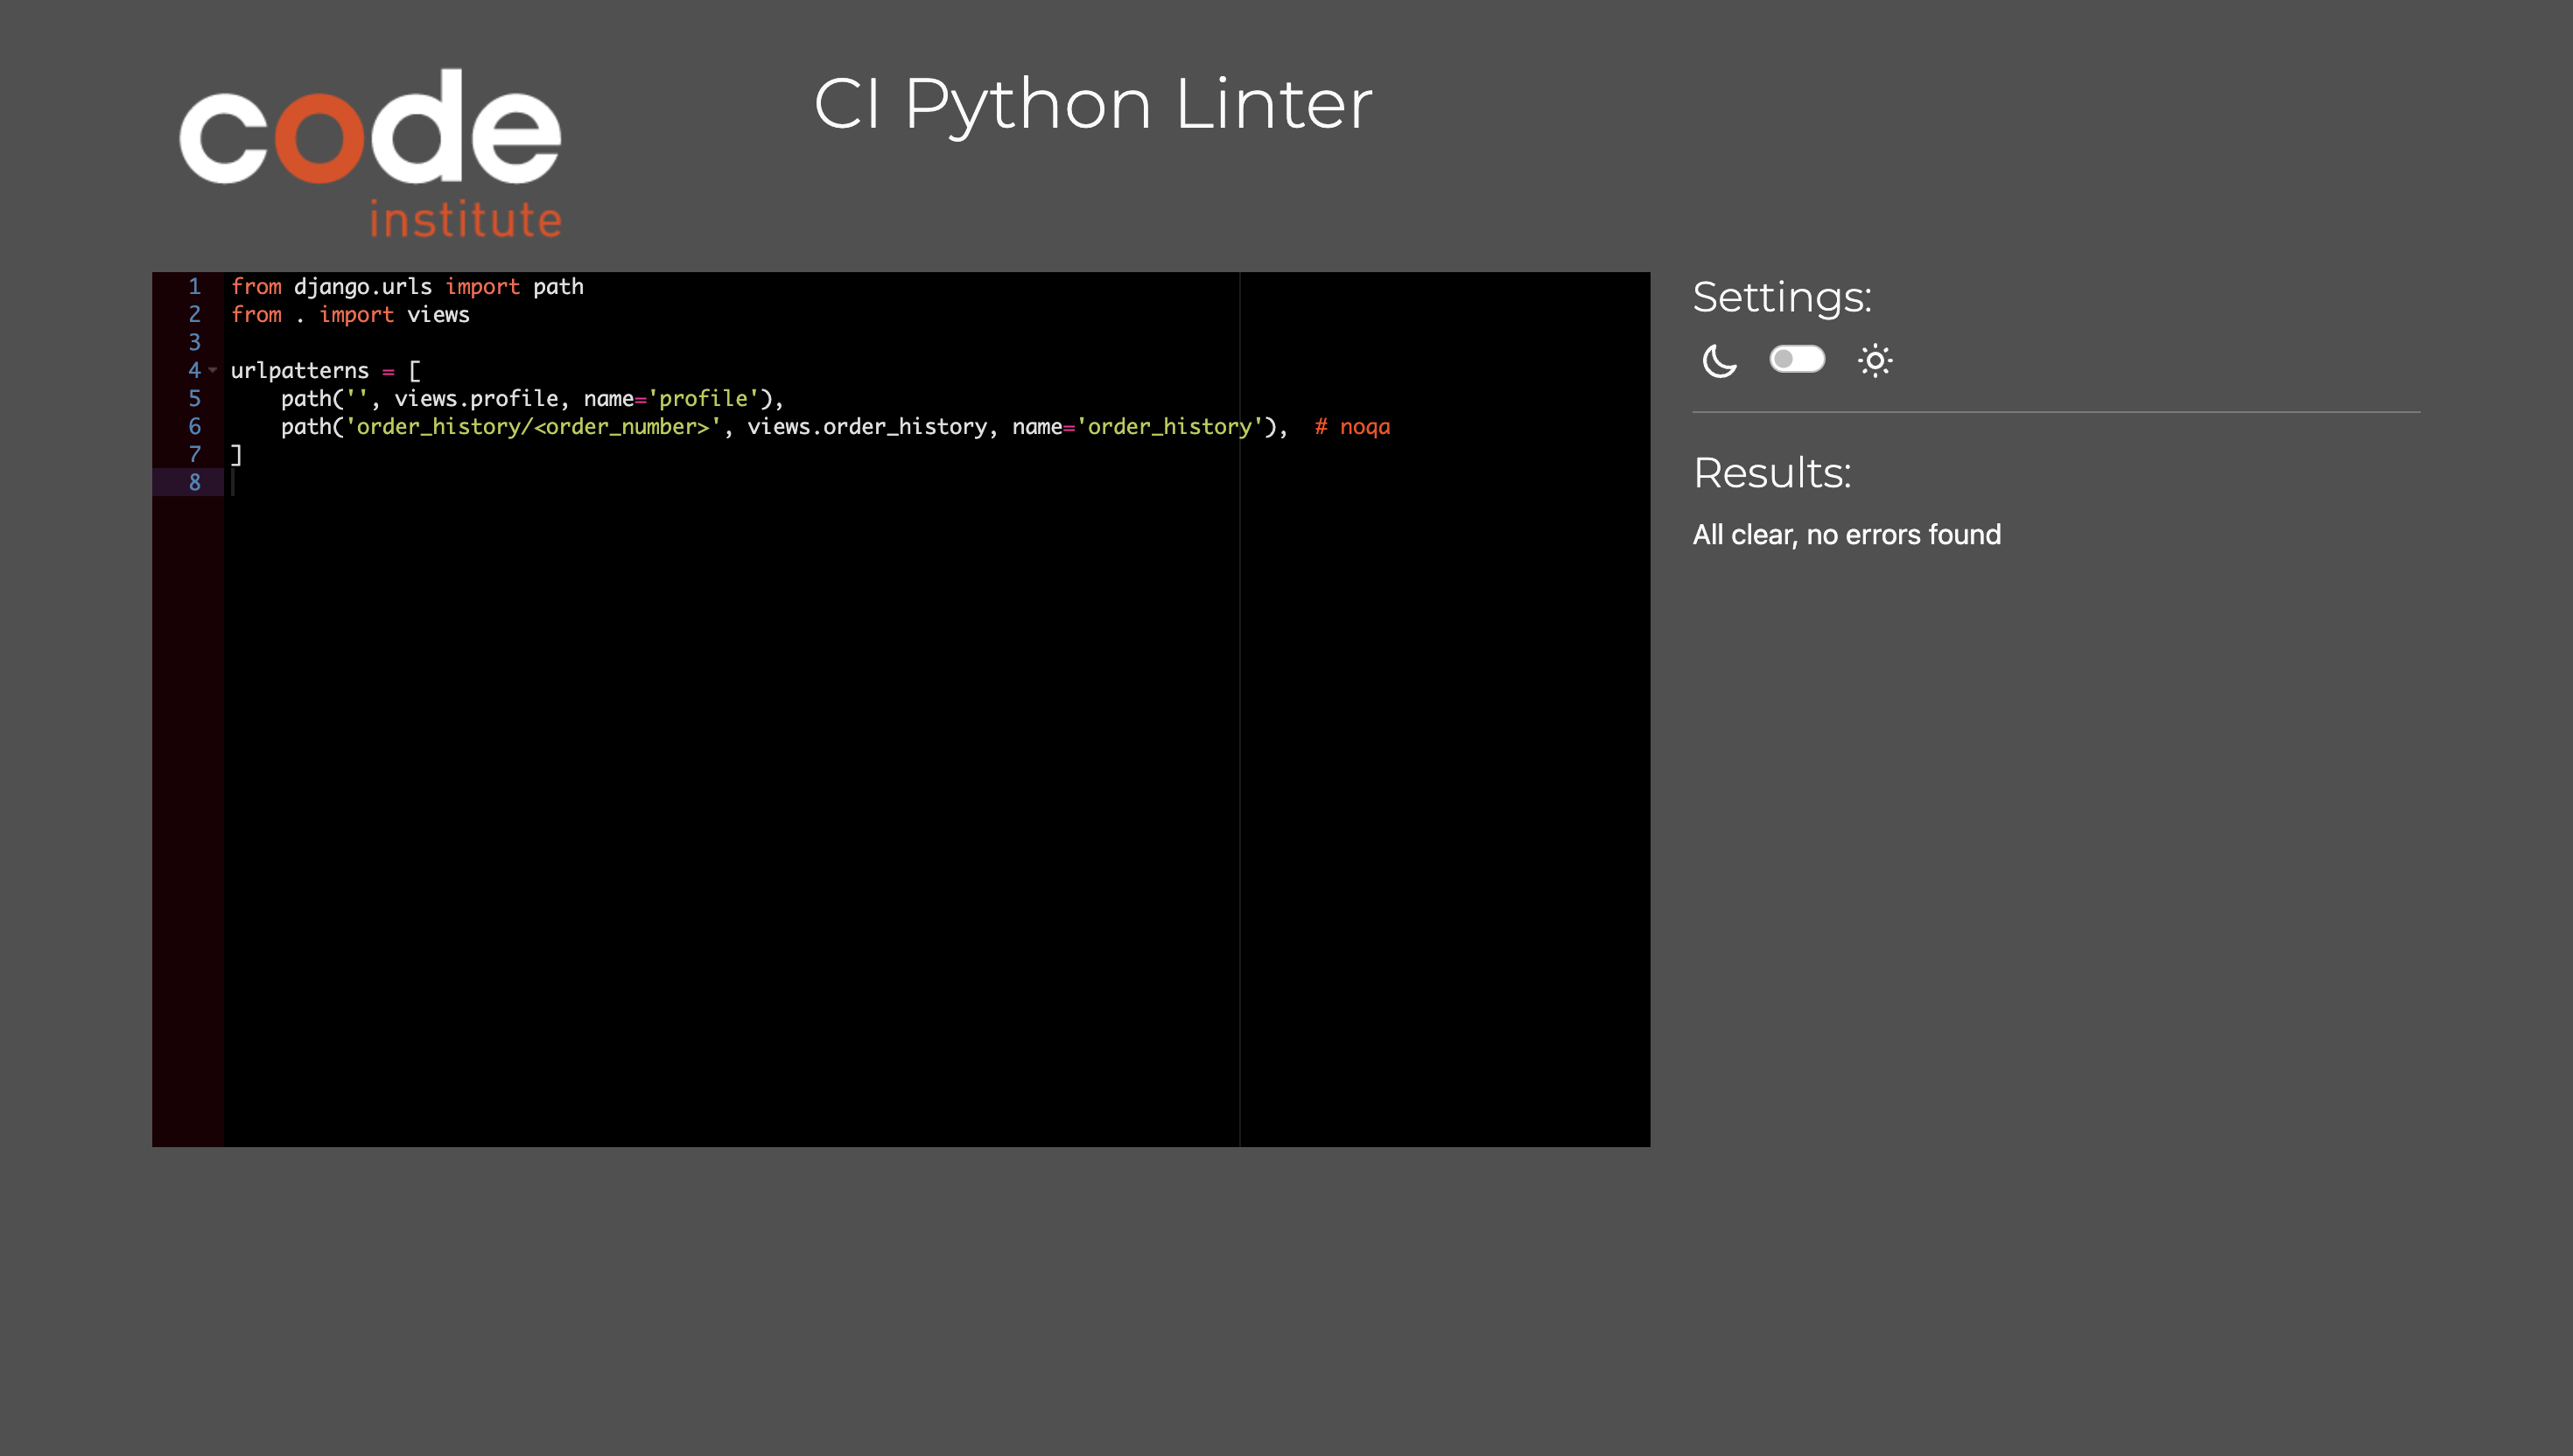 code
institute
CI Python Linter
1 from django.urls import path
2 from . import views
3
4 urlpatterns = [
5     path('', views.profile, name='profile'),
6     path('order_history/<order_number>', views.order_history, name='order_history'),  # noqa
7 ]
8
Settings:
Results:
All clear, no errors found